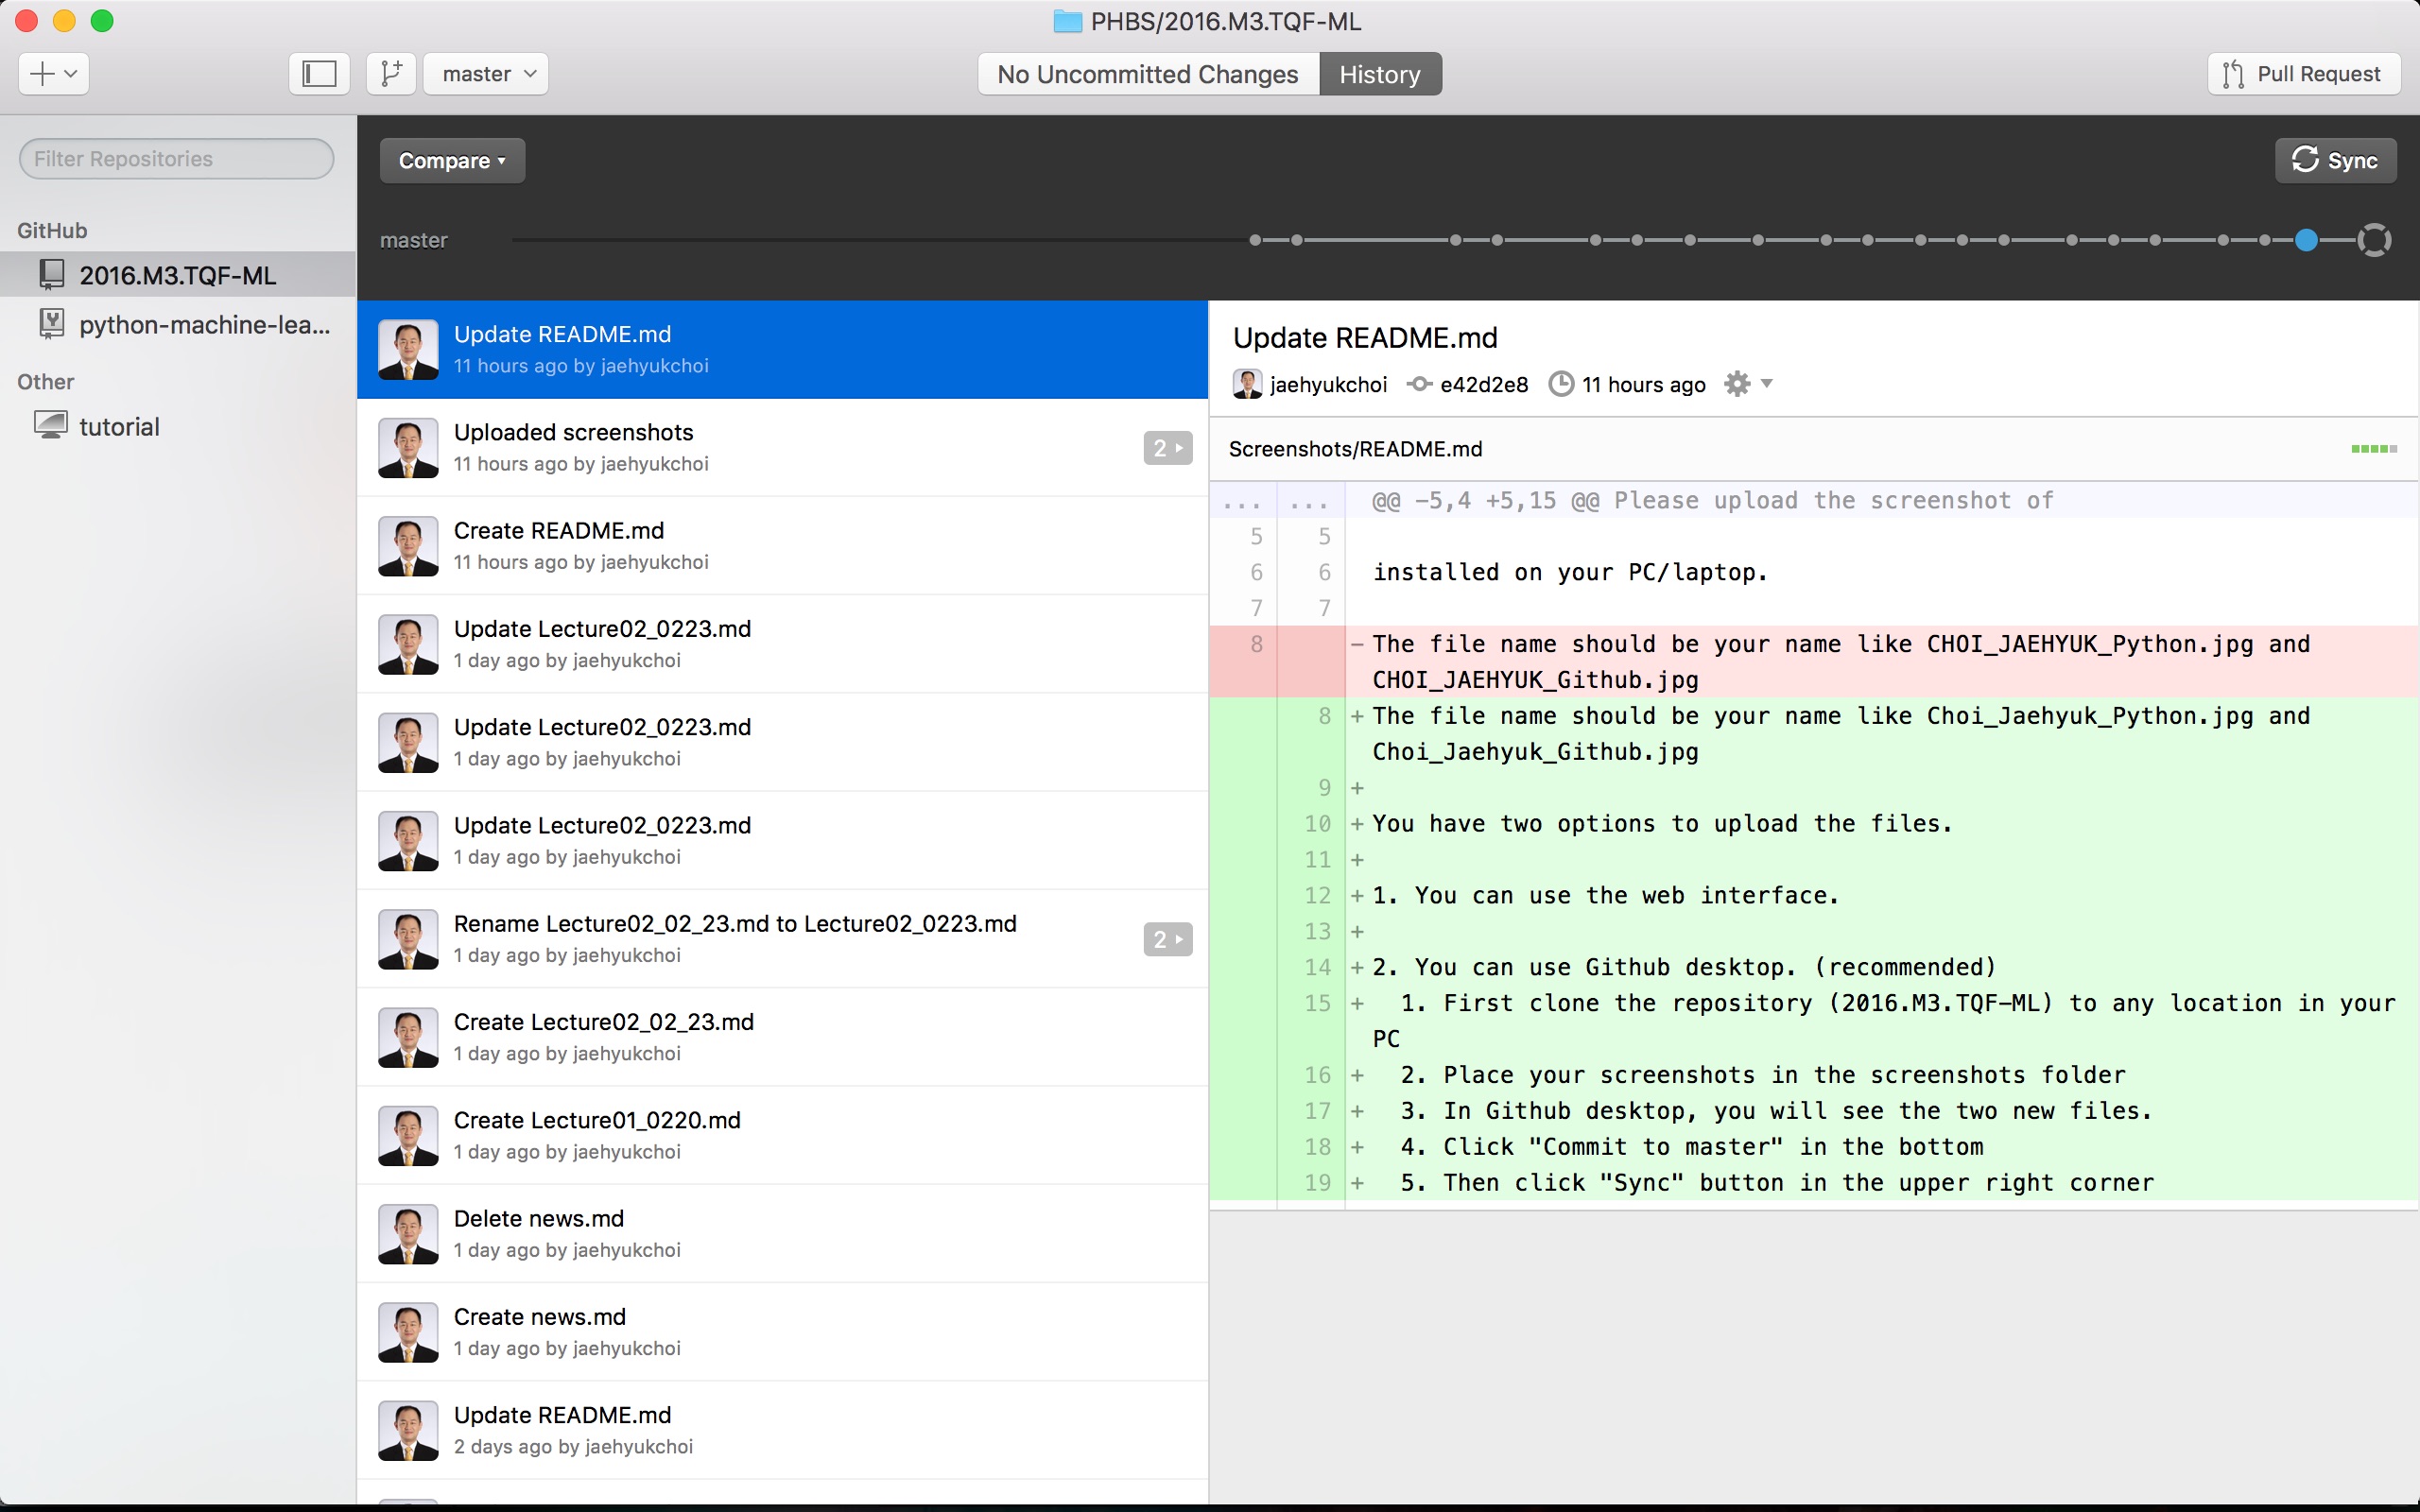 PHBS/2016.M3.TQF-ML
master
No Uncommitted Changes
History
Pull Request
Filter Repositories
GitHub
2016.M3.TQF-ML
python-machine-lea...
Other
tutorial
Compare
Sync
master
Update README.md
11 hours ago by jaehyukchoi
Uploaded screenshots
11 hours ago by jaehyukchoi
2
Create README.md
11 hours ago by jaehyukchoi
Update Lecture02_0223.md
1 day ago by jaehyukchoi
Update Lecture02_0223.md
1 day ago by jaehyukchoi
Update Lecture02_0223.md
1 day ago by jaehyukchoi
Rename Lecture02_02_23.md to Lecture02_0223.md
1 day ago by jaehyukchoi
2
Create Lecture02_02_23.md
1 day ago by jaehyukchoi
Create Lecture01_0220.md
1 day ago by jaehyukchoi
Delete news.md
1 day ago by jaehyukchoi
Create news.md
1 day ago by jaehyukchoi
Update README.md
2 days ago by jaehyukchoi
Update README.md
jaehyukchoi e42d2e8 11 hours ago
Screenshots/README.md
... ... @@ -5,4 +5,15 @@ Please upload the screenshot of
5 5
6 6 installed on your PC/laptop.
7 7
8 - The file name should be your name like CHOI_JAEHYUK_Python.jpg and
CHOI_JAEHYUK_Github.jpg
8 + The file name should be your name like Choi_Jaehyuk_Python.jpg and
Choi_Jaehyuk_Github.jpg
9 +
10 + You have two options to upload the files.
11 +
12 + 1. You can use the web interface.
13 +
14 + 2. You can use Github desktop. (recommended)
15 + 1. First clone the repository (2016.M3.TQF-ML) to any location in your
PC
16 + 2. Place your screenshots in the screenshots folder
17 + 3. In Github desktop, you will see the two new files.
18 + 4. Click "Commit to master" in the bottom
19 + 5. Then click "Sync" button in the upper right corner